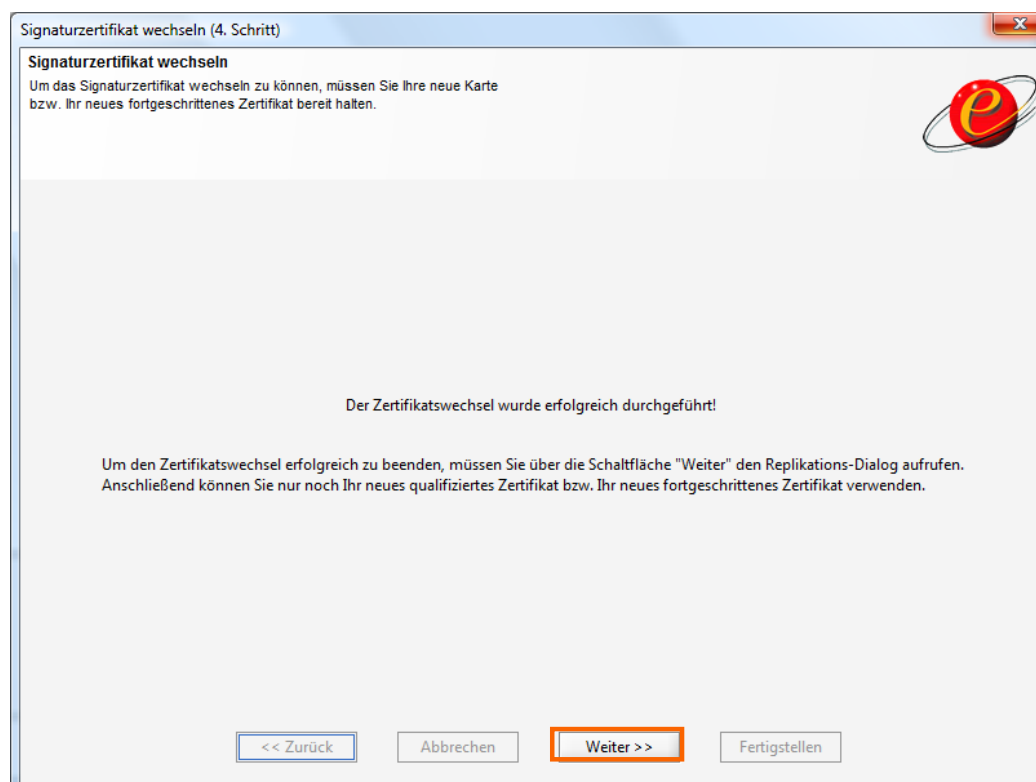 Signaturzertifikat wechseln (4. Schritt)
Signaturzertifikat wechseln
Um das Signaturzertifikat wechseln zu können, müssen Sie Ihre neue Karte
bzw. Ihr neues fortgeschrittenes Zertifikat bereit halten.
e
Der Zertifikatswechsel wurde erfolgreich durchgeführt!
Um den Zertifikatswechsel erfolgreich zu beenden, müssen Sie über die Schaltfläche "Weiter" den Replikations-Dialog aufrufen.
Anschließend können Sie nur noch Ihr neues qualifiziertes Zertifikat bzw. Ihr neues fortgeschrittenes Zertifikat verwenden.
<< Zurück Abbrechen Weiter >> Fertigstellen